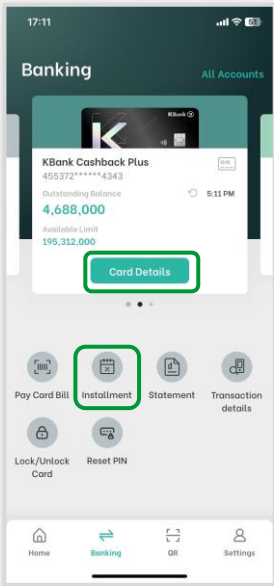 17:11
Banking
All Accounts
KBank
KBank Cashback Plus
455372******4343
Outstanding Balance
5:11 PM
4,688,000
Available Limit
195,312,000
Card Details
Pay Card Bill
Installment
Statement
Transaction
details
Lock/Unlock
Card
Reset PIN
Home
Banking
QR
Settings